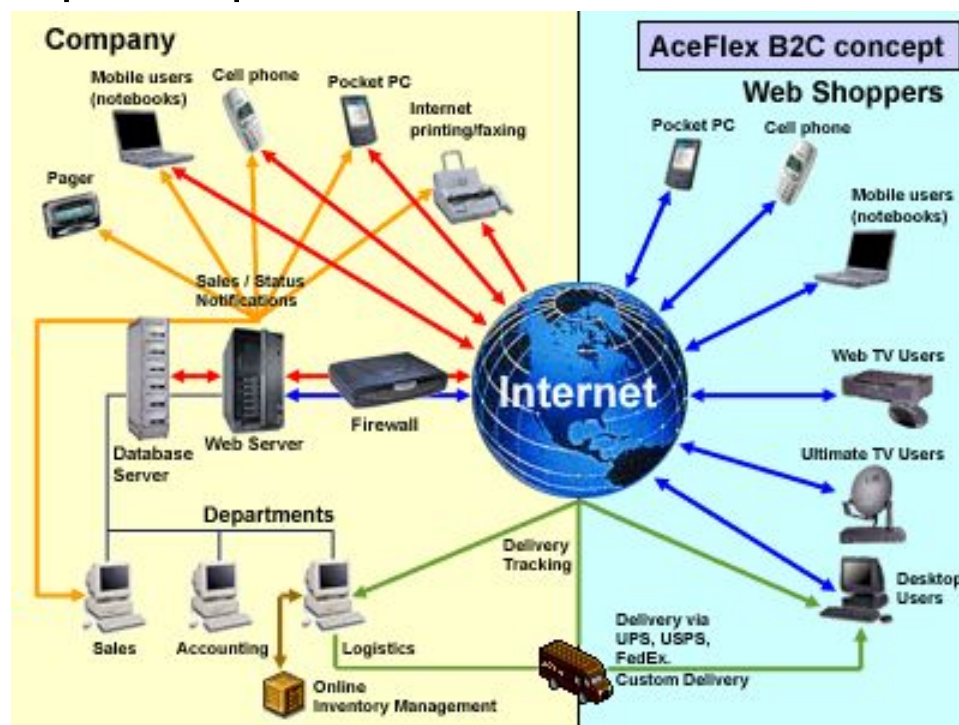 Company
AceFlex B2C concept
Web Shoppers
Mobile users
(notebooks)
Cell phone
Pocket PC
Internet
printing/faxing
Pager
Sales / Status
Notifications
Pocket PC
Cell phone
Mobile users
(notebooks)
Internet
Database
Server
Web Server
Firewall
Web TV Users
Ultimate TV Users
Desktop
Users
Departments
Sales
Accounting
Logistics
Online
Inventory Management
Delivery
Tracking
Delivery via
UPS, USPS,
FedEx.
Custom Delivery